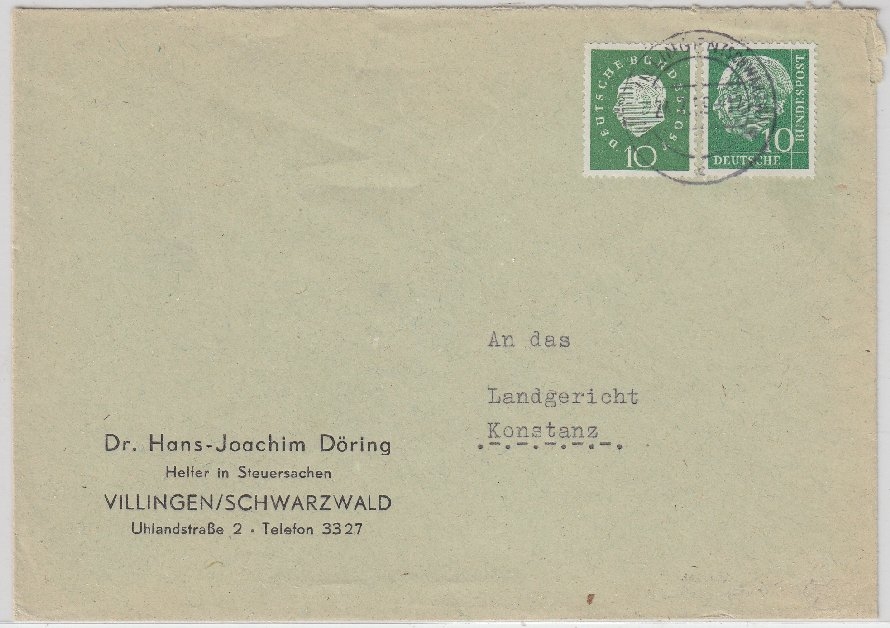 DEUTSCHE BUNDESPOST
10
10
DEUTSCHE
BUNDESPOST
An das
Landgericht
Konstanz
Dr. Hans-Joachim Döring
Helfer in Steuersachen
VILLINGEN/SCHWARZWALD
Uhlandstraße 2 · Telefon 3327